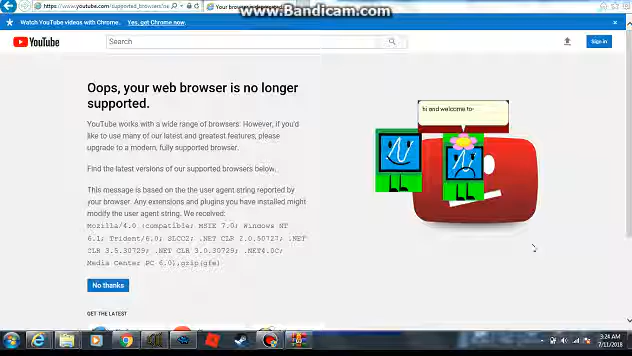 www.Bandicam.com
https://www.youtube.com/supported_browsers?ne
Your browser is deprecated
Watch YouTube videos with Chrome. Yes, get Chrome now.
YouTube
Search
Sign in
Oops, your web browser is no longer
supported.
YouTube works with a wide range of browsers. However, if you'd
like to use many of our latest and greatest features, please
upgrade to a modern, fully supported browser.
Find the latest versions of our supported browsers below.
This message is based on the the user agent string reported by
your browser. Any extensions and plugins you have installed might
modify the user agent string. We received:
Mozilla/4.0 (compatible; MSIE 7.0; Windows NT
6.1; Trident/6.0; SLCC2; .NET CLR 2.0.50727; .NET
CLR 3.5.30729; .NET CLR 3.0.30729; .NET4.0C;
Media Center PC 6.0),gzip(gfe)
hi and welcome to-
No thanks
GET THE LATEST
3:24 AM
7/11/2018